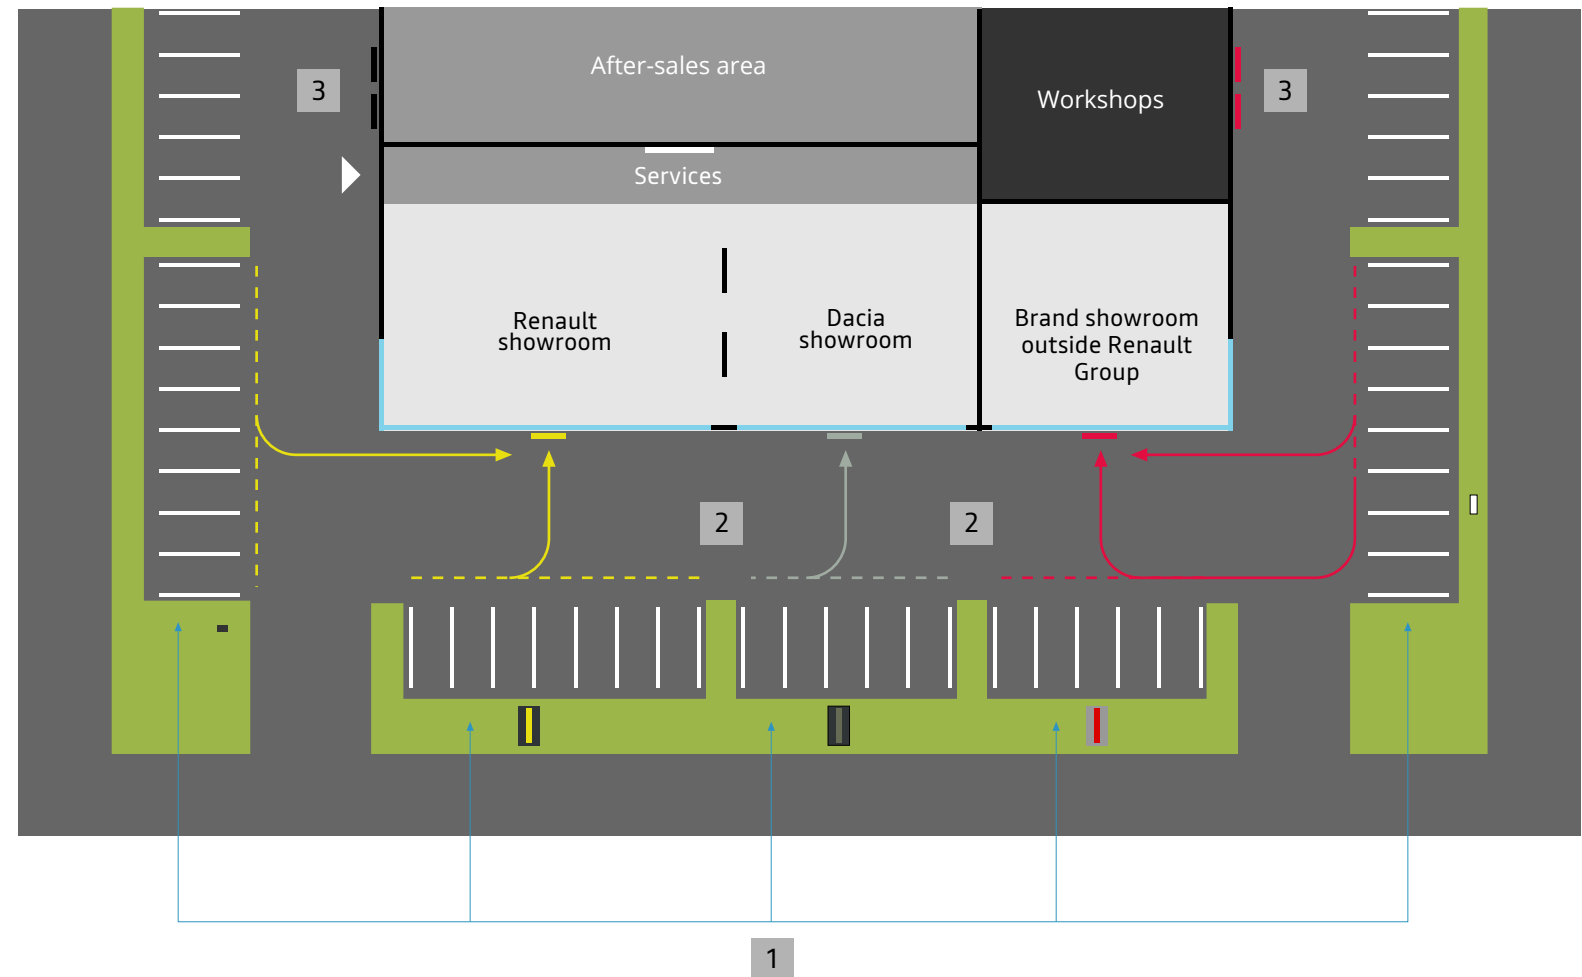 After-sales area
3
Workshops
3
Services
Renault
showroom
Dacia
showroom
Brand showroom
outside Renault
Group
2
2
1